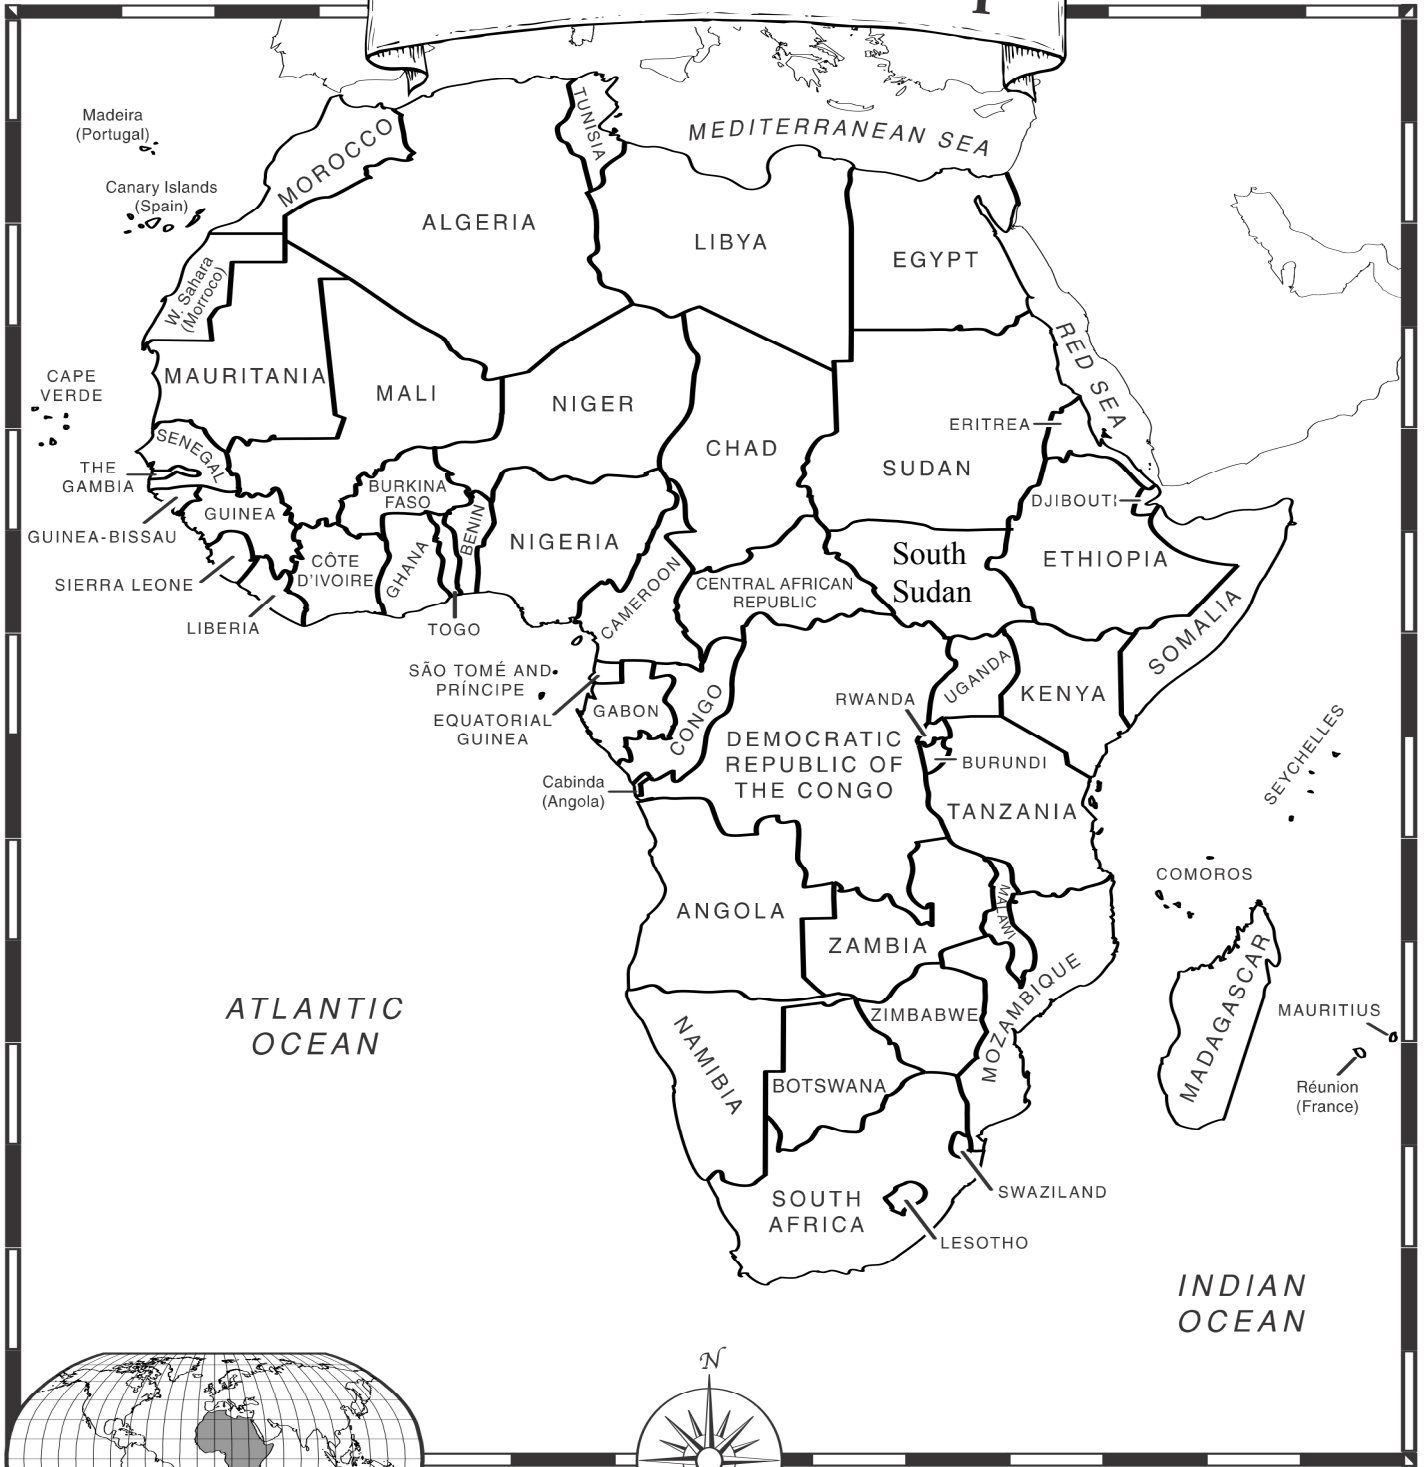 Madeira
(Portugal)
Canary Islands
(Spain)
MOROCCO
TUNISIA
MEDITERRANEAN SEA
ALGERIA
LIBYA
EGYPT
W. Sahara
(Morroco)
RED SEA
CAPE
VERDE
MAURITANIA
MALI
NIGER
CHAD
SUDAN
ERITREA
SENEGAL
THE
GAMBIA
BURKINA
FASO
DJIBOUTI
GUINEA-BISSAU
GUINEA
BENIN
NIGERIA
South
Sudan
ETHIOPIA
SIERRA LEONE
CÔTE
D'IVOIRE
GHANA
CAMEROON
CENTRAL AFRICAN
REPUBLIC
SOMALIA
LIBERIA
TOGO
SÃO TOMÉ AND
PRÍNCIPE
EQUATORIAL
GUINEA
GABON
CONGO
RWANDA
UGANDA
KENYA
DEMOCRATIC
REPUBLIC OF
THE CONGO
BURUNDI
SEYCHELLES
Cabinda
(Angola)
TANZANIA
COMOROS
ANGOLA
MALAWI
ZAMBIA
MOZAMBIQUE
MADAGASCAR
ATLANTIC
OCEAN
NAMIBIA
ZIMBABWE
MAURITIUS
BOTSWANA
Réunion
(France)
SWAZILAND
SOUTH
AFRICA
LESOTHO
INDIAN
OCEAN
N